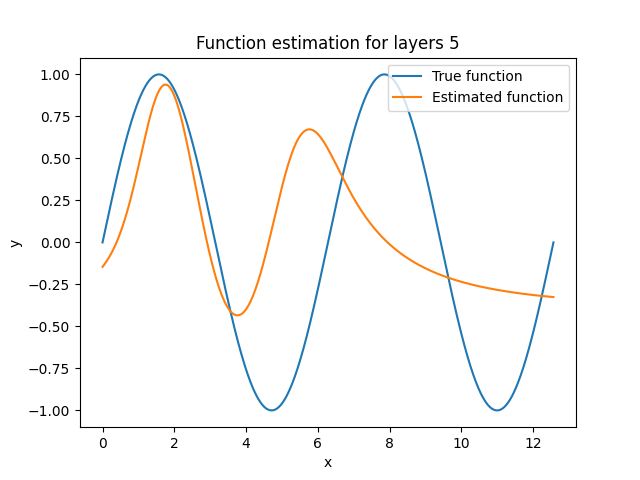 Function estimation for layers 5
True function
Estimated function
1.00
0.75
0.50
0.25
0.00
−0.25
−0.50
−0.75
−1.00
y
0 2 4 6 8 10 12
x